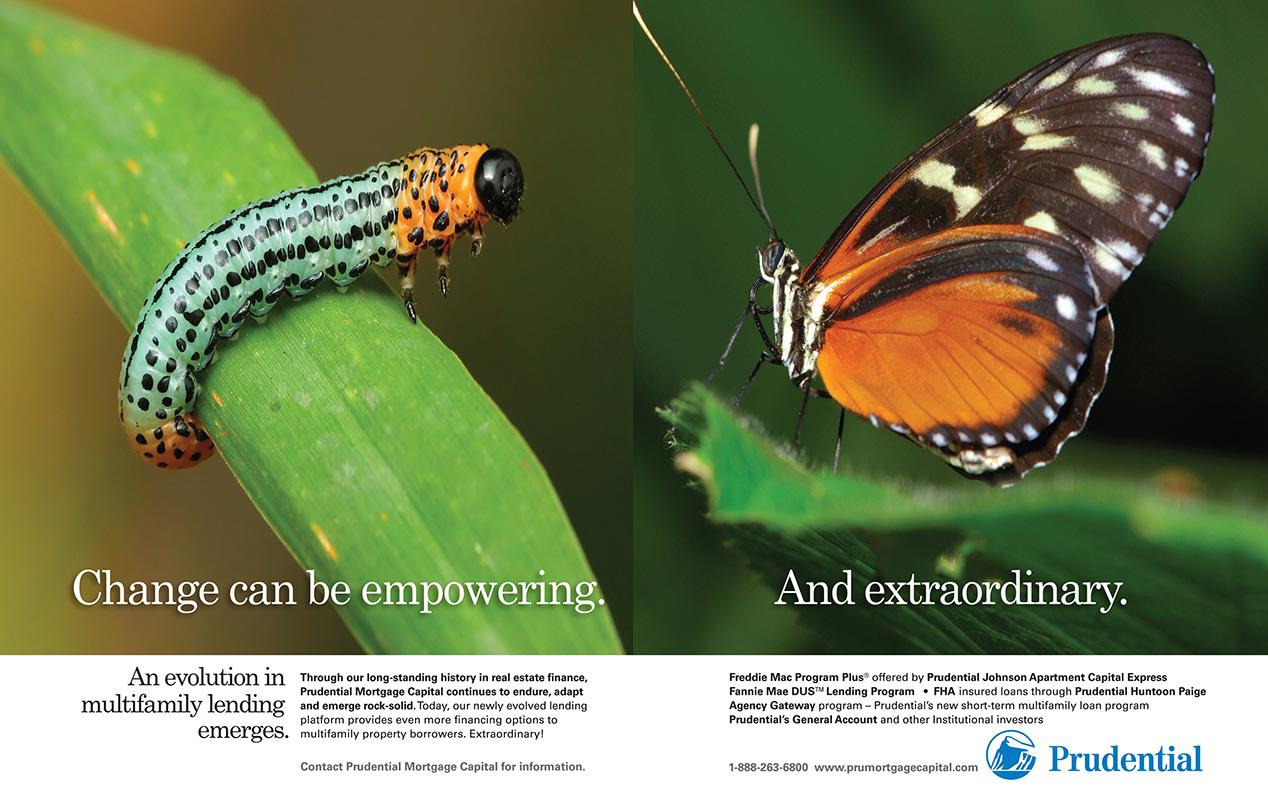 Change can be empowering.
And extraordinary.
An evolution in
multifamily lending
emerges.
Through our long-standing history in real estate finance,
Prudential Mortgage Capital continues to endure, adapt
and emerge rock-solid. Today, our newly evolved lending
platform provides even more financing options to
multifamily property borrowers. Extraordinary!
Contact Prudential Mortgage Capital for information.
Freddie Mac Program Plus® offered by Prudential Johnson Apartment Capital Express
Fannie Mae DUS™ Lending Program • FHA insured loans through Prudential Huntoon Paige
Agency Gateway program – Prudential's new short-term multifamily loan program
Prudential's General Account and other Institutional investors
1-888-263-6800 www.prumortgagecapital.com
Prudential